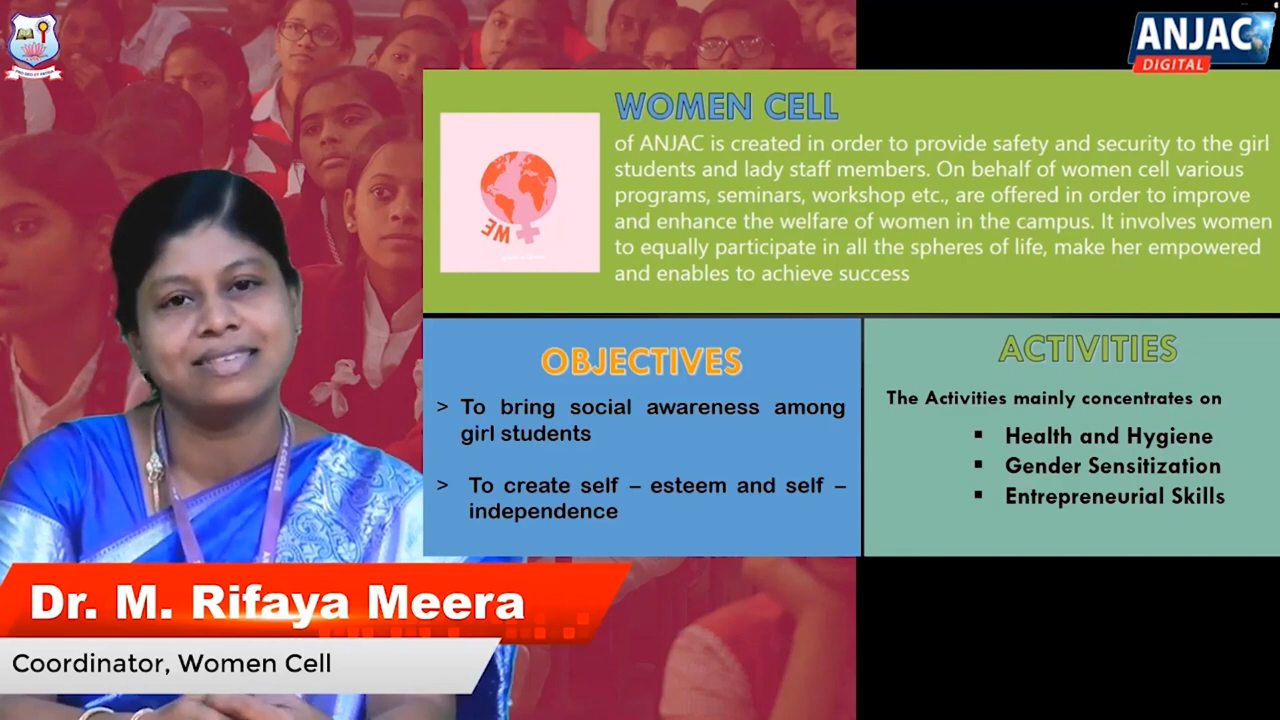 ANJAC
DIGITAL
WOMEN CELL
of ANJAC is created in order to provide safety and security to the girl
students and lady staff members. On behalf of women cell various
programs, seminars, workshop etc., are offered in order to improve
and enhance the welfare of women in the campus. It involves women
to equally participate in all the spheres of life, make her empowered
and enables to achieve success
WE
OBJECTIVES
> To bring social awareness among
girl students
> To create self – esteem and self –
independence
ACTIVITIES
The Activities mainly concentrates on
▪ Health and Hygiene
▪ Gender Sensitization
▪ Entrepreneurial Skills
COLLEGE
Dr. M. Rifaya Meera
Coordinator, Women Cell